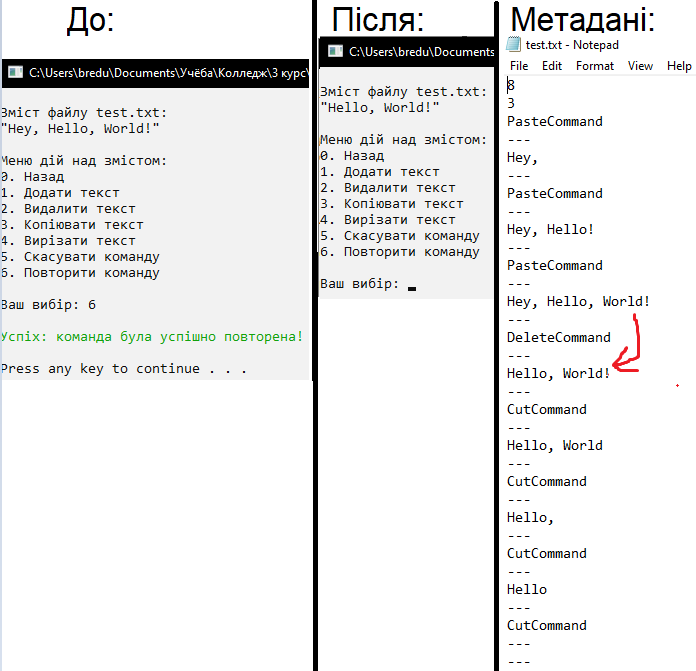 До:
C:\Users\bredu\Documents\Учёба\Колледж\3 курс\
Зміст файлу test.txt:
"Hey, Hello, World!"
Меню дій над змістом:
0. Назад
1. Додати текст
2. Видалити текст
3. Копіювати текст
4. Вирізати текст
5. Скасувати команду
6. Повторити команду
Ваш вибір: 6
Успіх: команда була успішно повторена!
Press any key to continue . . .
Після:
C:\Users\bredu\Documents
Зміст файлу test.txt:
"Hello, World!"
Меню дій над змістом:
0. Назад
1. Додати текст
2. Видалити текст
3. Копіювати текст
4. Вирізати текст
5. Скасувати команду
6. Повторити команду
Ваш вибір:
Метадані:
test.txt - Notepad
File Edit Format View Help
8
3
PasteCommand
---
Hey,
---
PasteCommand
---
Hey, Hello!
---
PasteCommand
---
Hey, Hello, World!
---
DeleteCommand
---
Hello, World!
---
CutCommand
---
Hello, World
---
CutCommand
---
Hello,
---
CutCommand
---
Hello
---
CutCommand
---
---